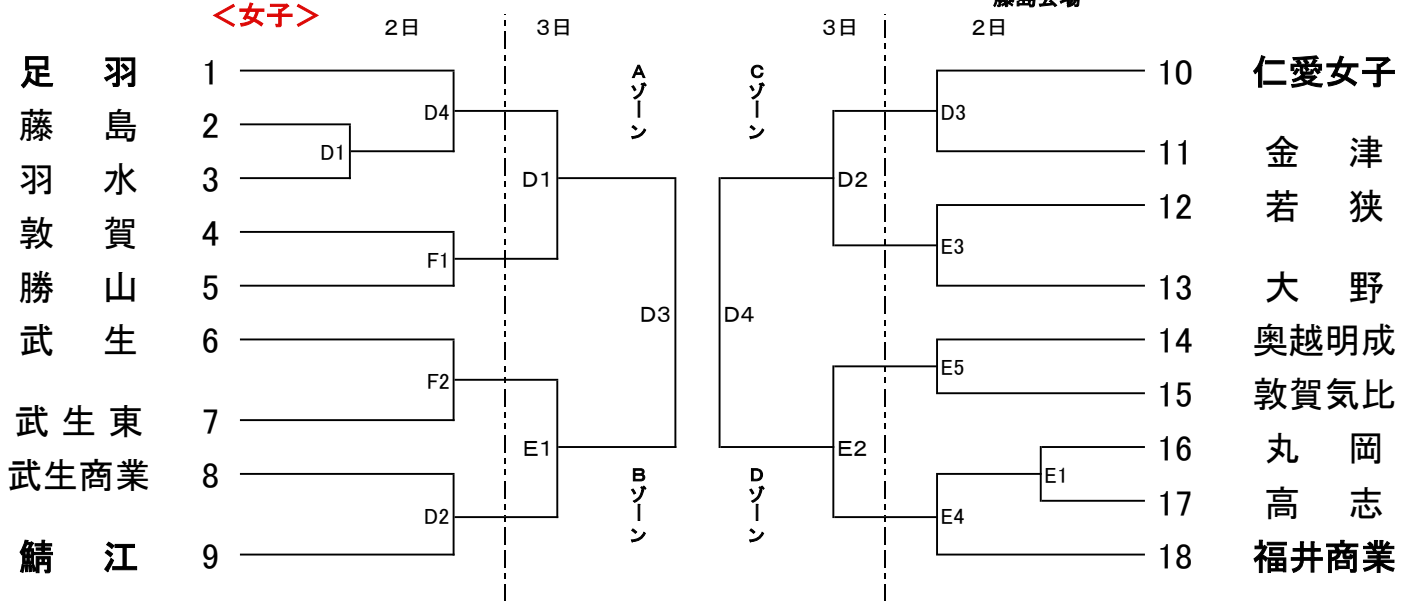 藤島会場
＜女子＞
2日 3日 3日 2日
足 羽 1 Aゾーン Cゾーン 10 仁愛女子
D4 D3
藤 島 2
D1 11 金 津
羽 水 3 D1 D2
敦 賀 4 12 若 狭
F1 E3
勝 山 5 13 大 野
D3 D4
武 生 6 14 奥越明成
F2 E5
15 敦賀気比
武生東 7
E1 E2 16 丸 岡
武生商業 8 Bゾーン Dゾーン E1
17 高 志
D2 E4
鯖 江 9 18 福井商業